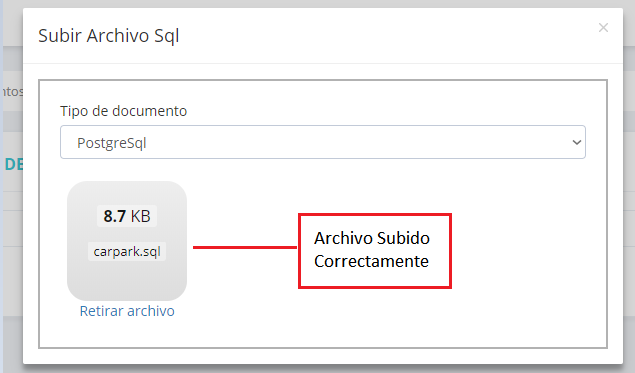 Subir Archivo Sql
×
ntos
DE
Tipo de documento
PostgreSql
8.7 KB
carpark.sql
Archivo Subido
Correctamente
Retirar archivo